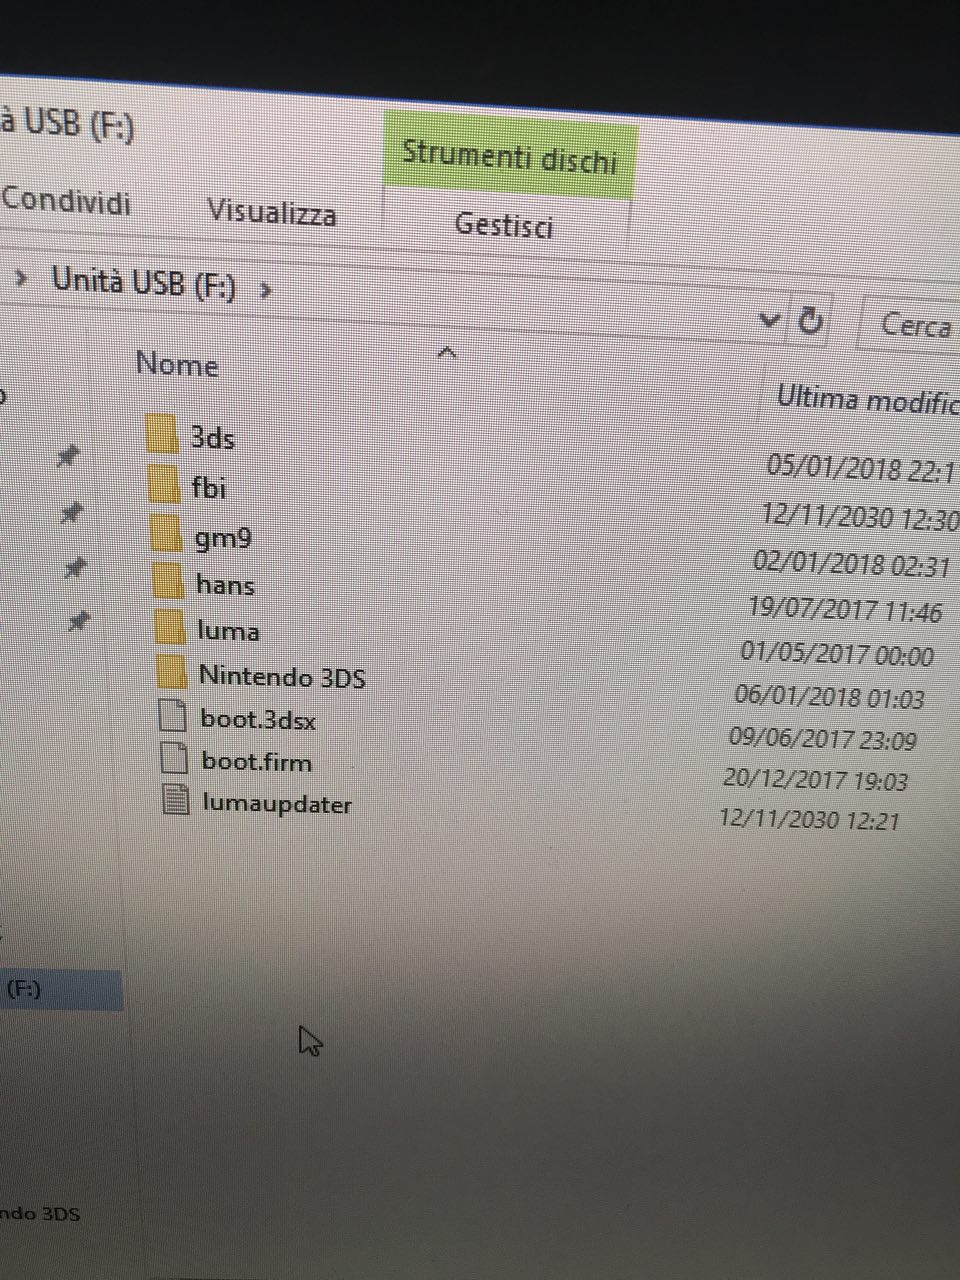 à USB (F:)
Strumenti dischi
Condividi
Visualizza
Gestisci
Unità USB (F:)
Cerca
Nome
Ultima modific
3ds
05/01/2018 22:1
fbi
12/11/2030 12:30
gm9
02/01/2018 02:31
hans
19/07/2017 11:46
luma
01/05/2017 00:00
Nintendo 3DS
06/01/2018 01:03
boot.3dsx
09/06/2017 23:09
boot.firm
20/12/2017 19:03
lumaupdater
12/11/2030 12:21
(F:)
ndo 3DS